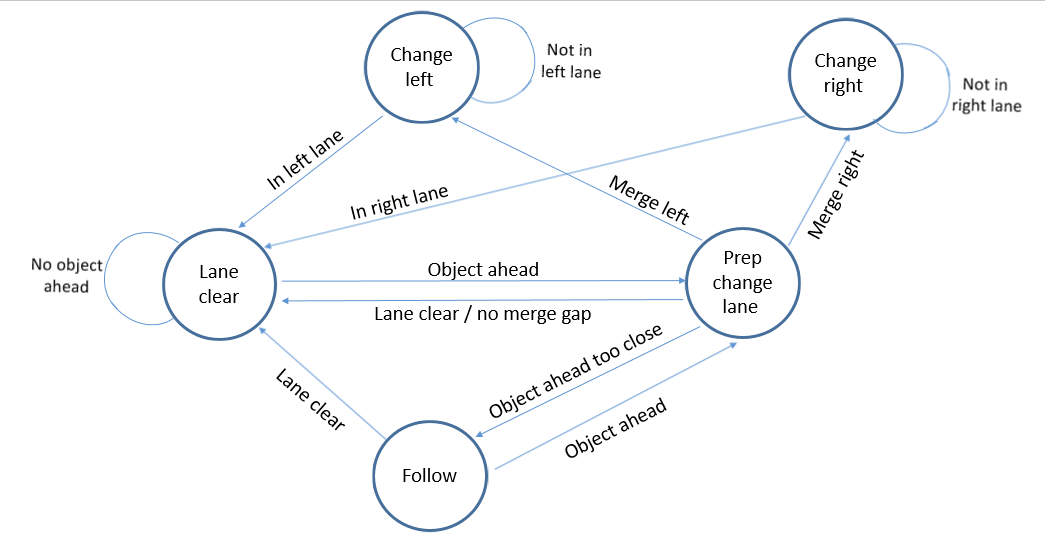 Change
left
Not in
left lane
Change
right
Not in
right lane
In left lane
In right lane
Merge left
Merge right
No object
ahead
Lane
clear
Object ahead
Lane clear / no merge gap
Prep
change
lane
Object ahead too close
Object ahead
Lane clear
Follow